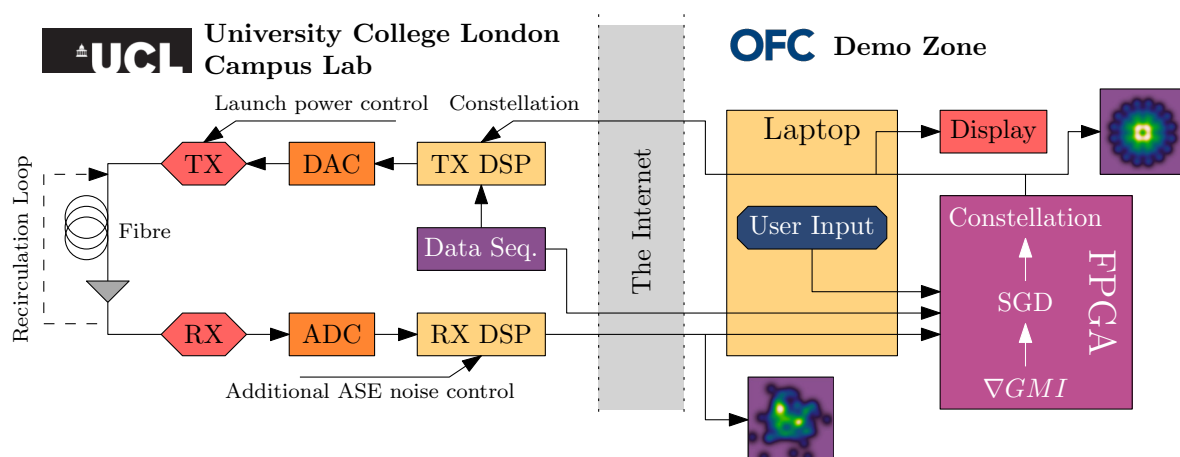 UCL
University College London
Campus Lab
OFC
Demo Zone
Launch power control
Constellation
TX
DAC
TX DSP
Laptop
Display
Recirculation Loop
Fibre
Data Seq.
The Internet
User Input
Constellation
SGD
∇GMI
FPGA
RX
ADC
RX DSP
Additional ASE noise control